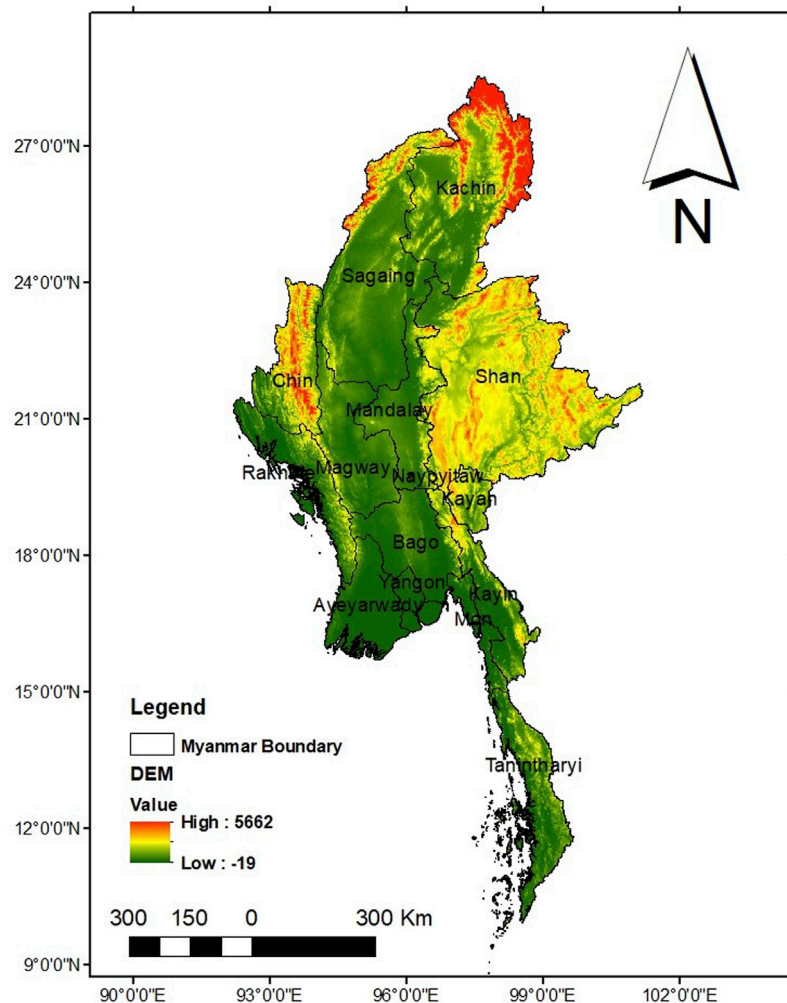 N
27°0'0"N
24°0'0"N
21°0'0"N
18°0'0"N
15°0'0"N
12°0'0"N
9°0'0"N
Kachin
Sagaing
Shan
Chin
Mandalay
Rakhine
Magway
Naypyitaw
Kayah
Bago
Yangon
Ayeyarwady
Kayin
Mon
Tanintharyi
Legend
Myanmar Boundary
DEM
Value
High : 5662
Low : -19
300 150 0 300 Km
90°0'0"E 93°0'0"E 96°0'0"E 99°0'0"E 102°0'0"E